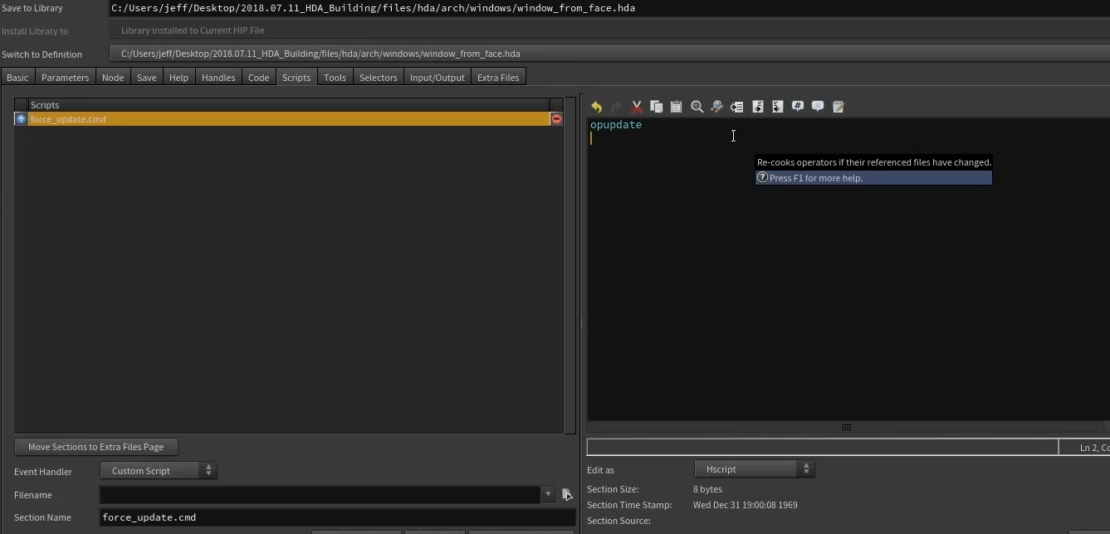 Save to Library C:/Users/jeff/Desktop/2018.07.11_HDA_Building/files/hda/arch/windows/window_from_face.hda
Install Library to Library installed to Current HIP File
Switch to Definition C:/Users/jeff/Desktop/2018.07.11_HDA_Building/files/hda/arch/windows/window_from_face.hda
Basic Parameters Node Save Help Handles Code Scripts Tools Selectors Input/Output Extra Files
Scripts
force_update.cmd
opupdate
Re-cooks operators if their referenced files have changed.
Press F1 for more help.
Move Sections to Extra Files Page
Event Handler Custom Script
Filename
Section Name force_update.cmd
Ln 2, Co
Edit as Hscript
Section Size: 8 bytes
Section Time Stamp: Wed Dec 31 19:00:08 1969
Section Source: